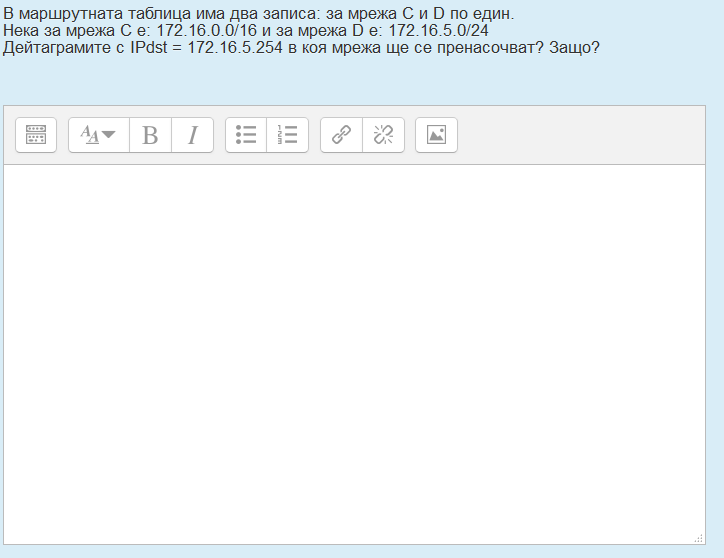 В маршрутната таблица има два записа: за мрежа C и D по един.
Нека за мрежа C е: 172.16.0.0/16 и за мрежа D е: 172.16.5.0/24
Дейтаграмите с IPdst = 172.16.5.254 в коя мрежа ще се пренасочват? Защо?